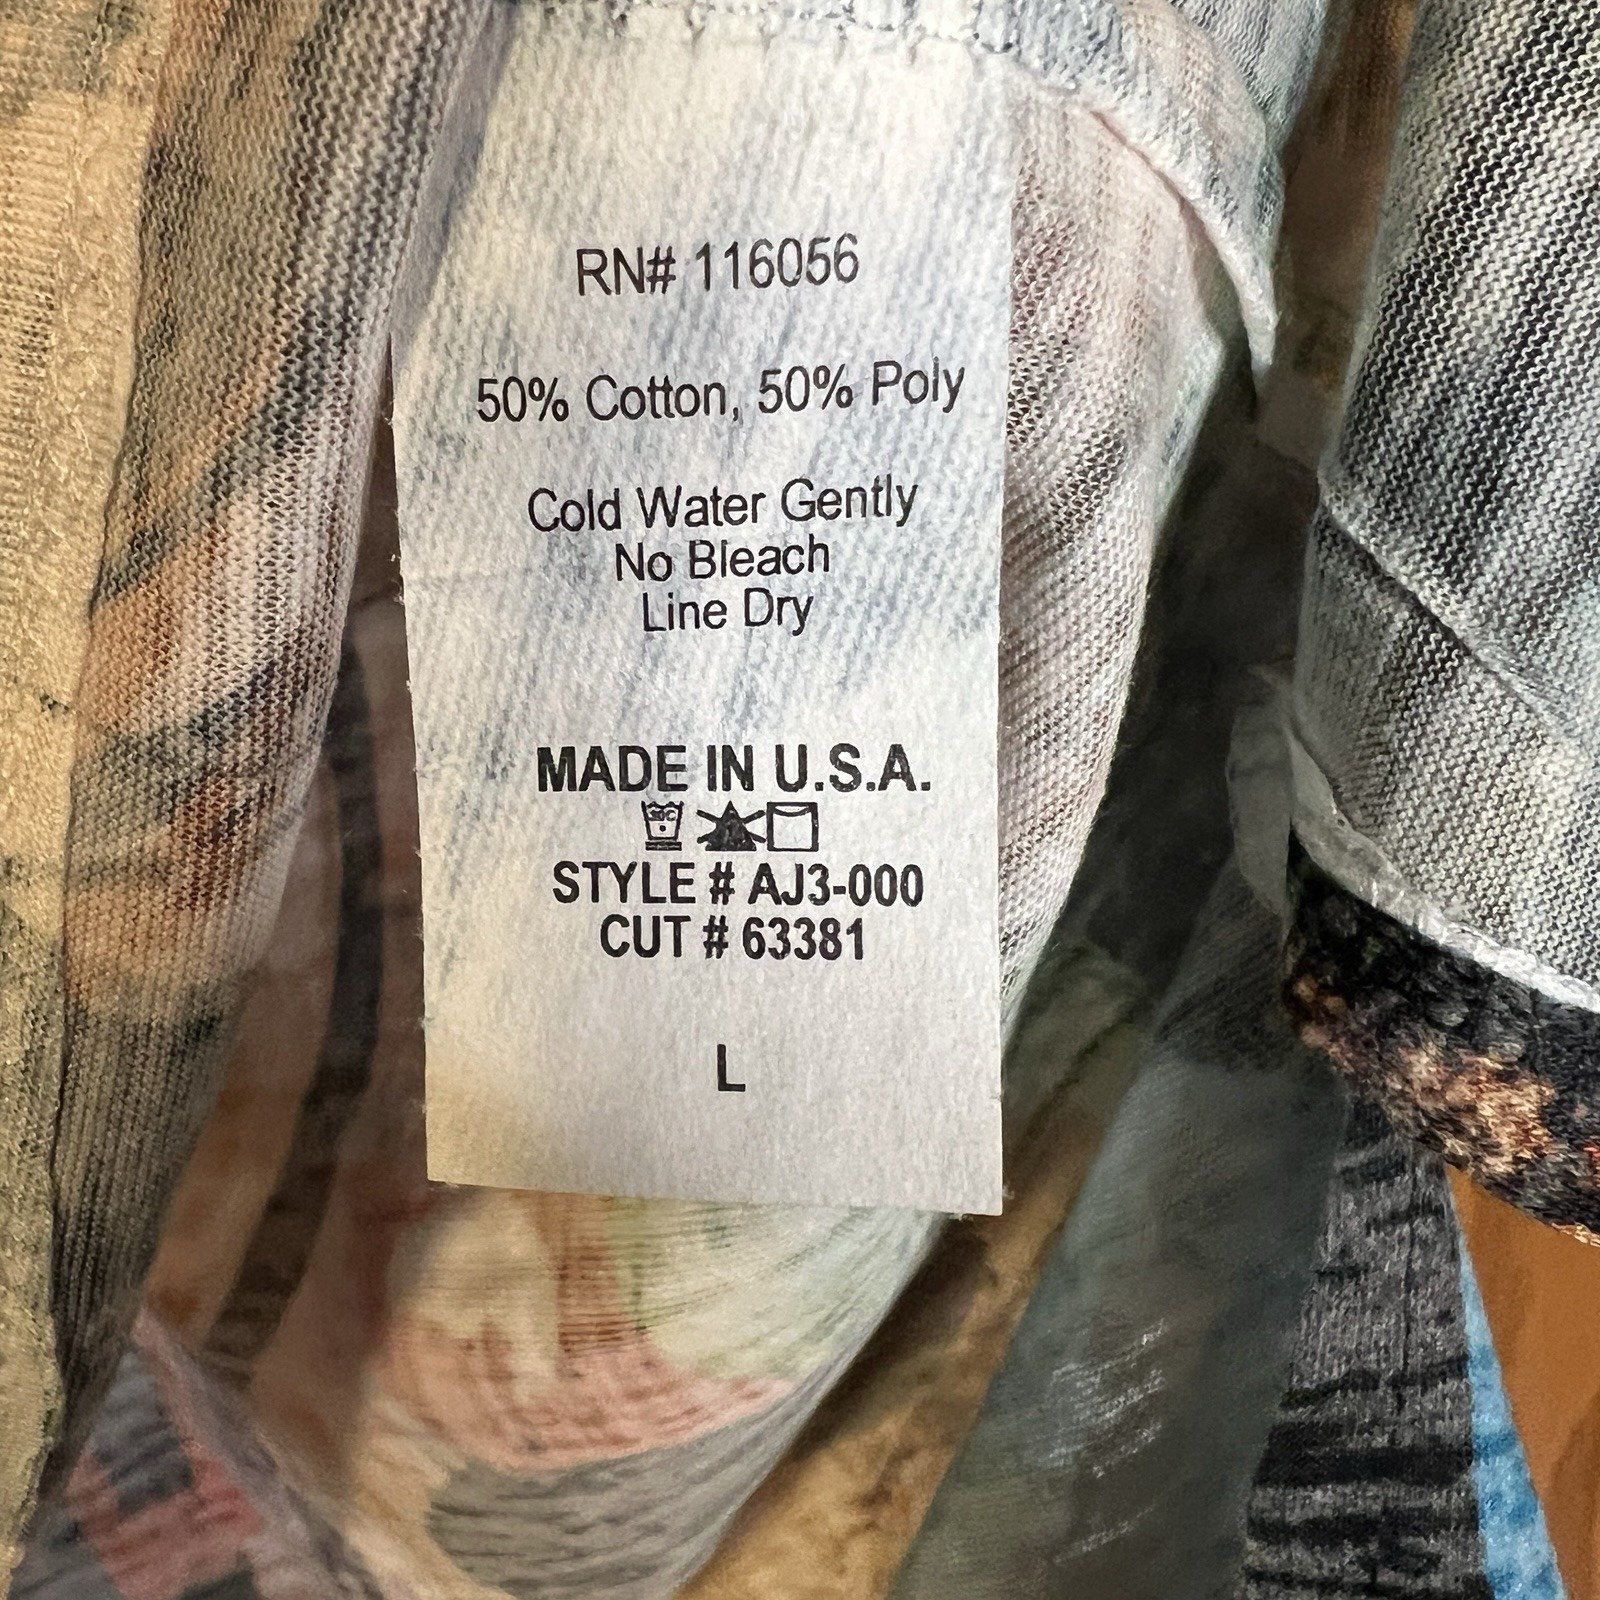 RN# 116056
50% Cotton, 50% Poly
Cold Water Gently
No Bleach
Line Dry
MADE IN U.S.A.
30C
STYLE # AJ3-000
CUT # 63381
L